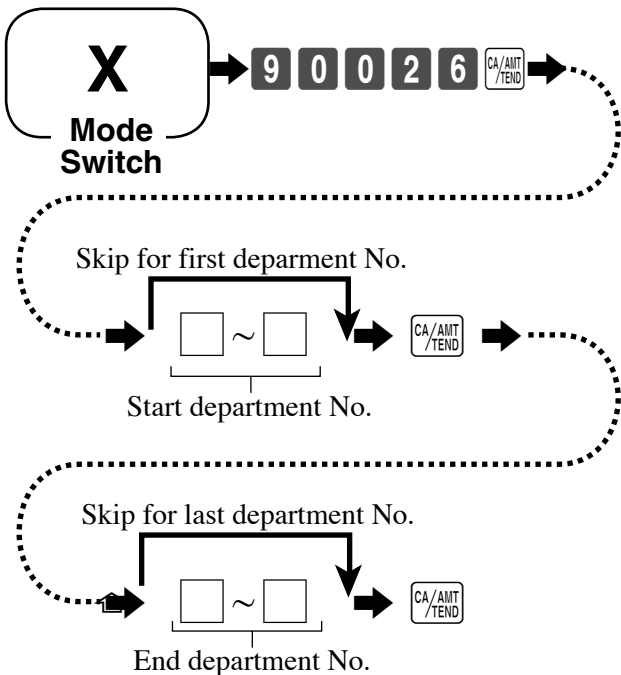 X
Mode
Switch
9 0 0 2 6 CA/AMT TEND
Skip for first deparment No.
~ CA/AMT TEND
Start department No.
Skip for last department No.
~ CA/AMT TEND
End department No.